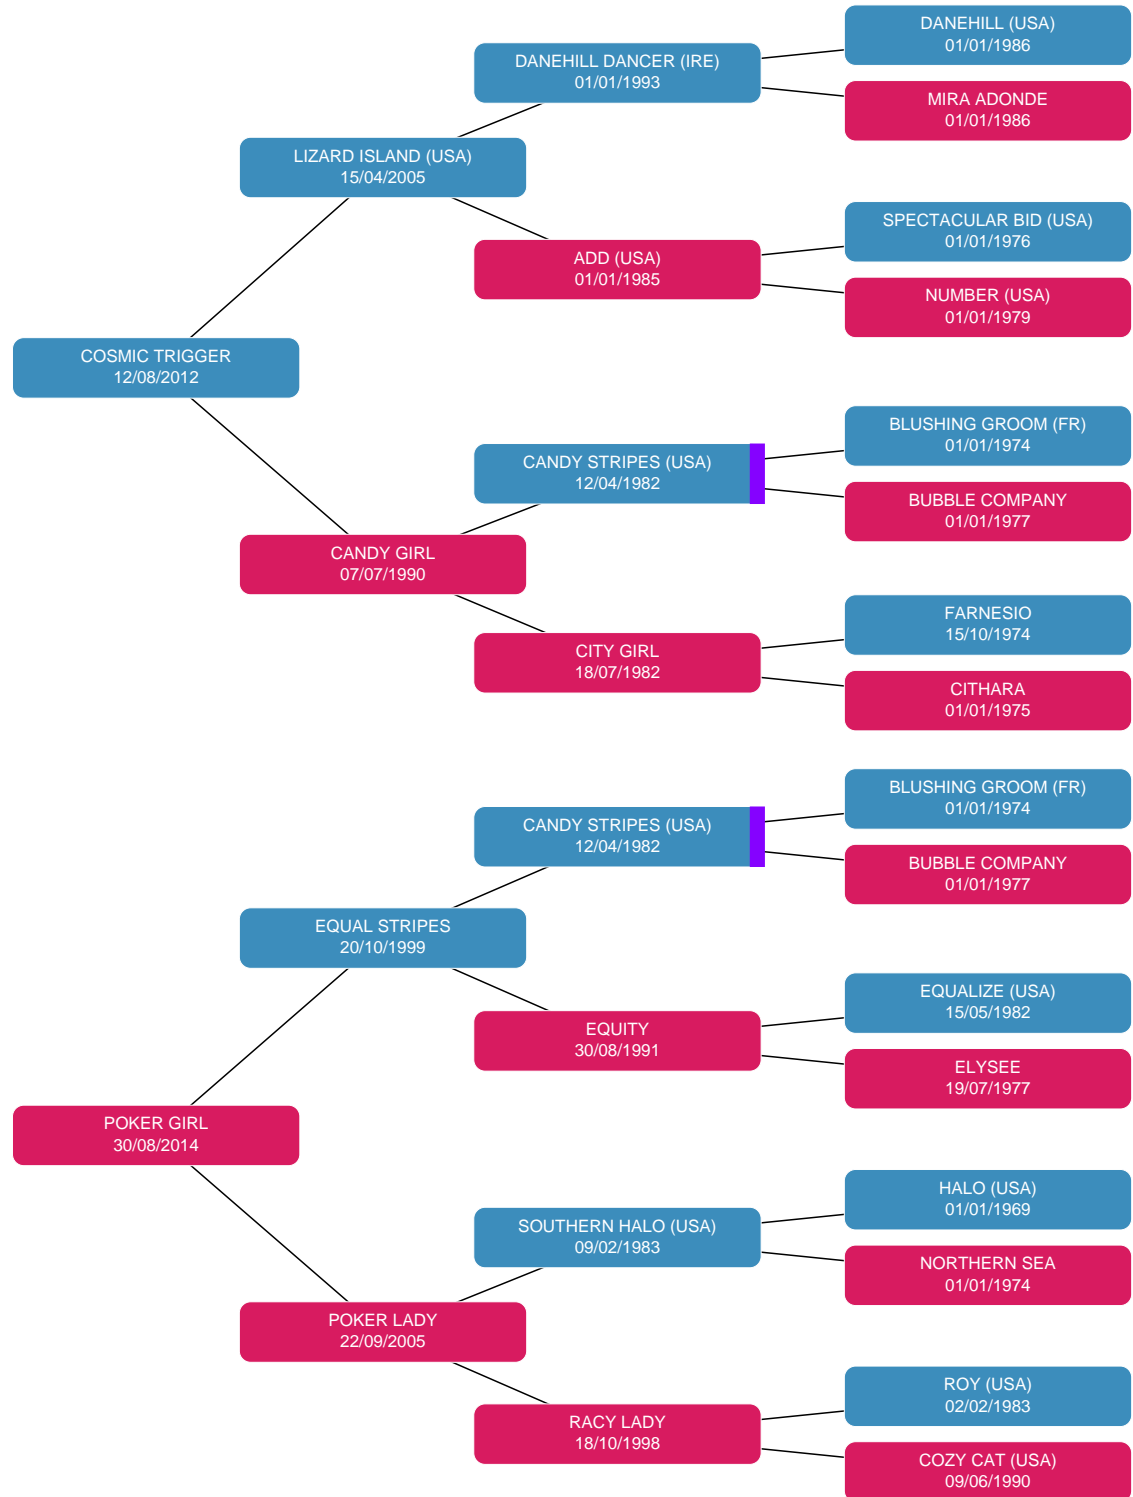 DANEHILL (USA)
01/01/1986
DANEHILL DANCER (IRE)
01/01/1993
MIRA ADONDE
01/01/1986
LIZARD ISLAND (USA)
15/04/2005
SPECTACULAR BID (USA)
01/01/1976
ADD (USA)
01/01/1985
NUMBER (USA)
01/01/1979
COSMIC TRIGGER
12/08/2012
BLUSHING GROOM (FR)
01/01/1974
CANDY STRIPES (USA)
12/04/1982
BUBBLE COMPANY
01/01/1977
CANDY GIRL
07/07/1990
FARNESIO
15/10/1974
CITY GIRL
18/07/1982
CITHARA
01/01/1975
BLUSHING GROOM (FR)
01/01/1974
CANDY STRIPES (USA)
12/04/1982
BUBBLE COMPANY
01/01/1977
EQUAL STRIPES
20/10/1999
EQUALIZE (USA)
15/05/1982
EQUITY
30/08/1991
ELYSEE
19/07/1977
POKER GIRL
30/08/2014
HALO (USA)
01/01/1969
SOUTHERN HALO (USA)
09/02/1983
NORTHERN SEA
01/01/1974
POKER LADY
22/09/2005
ROY (USA)
02/02/1983
RACY LADY
18/10/1998
COZY CAT (USA)
09/06/1990